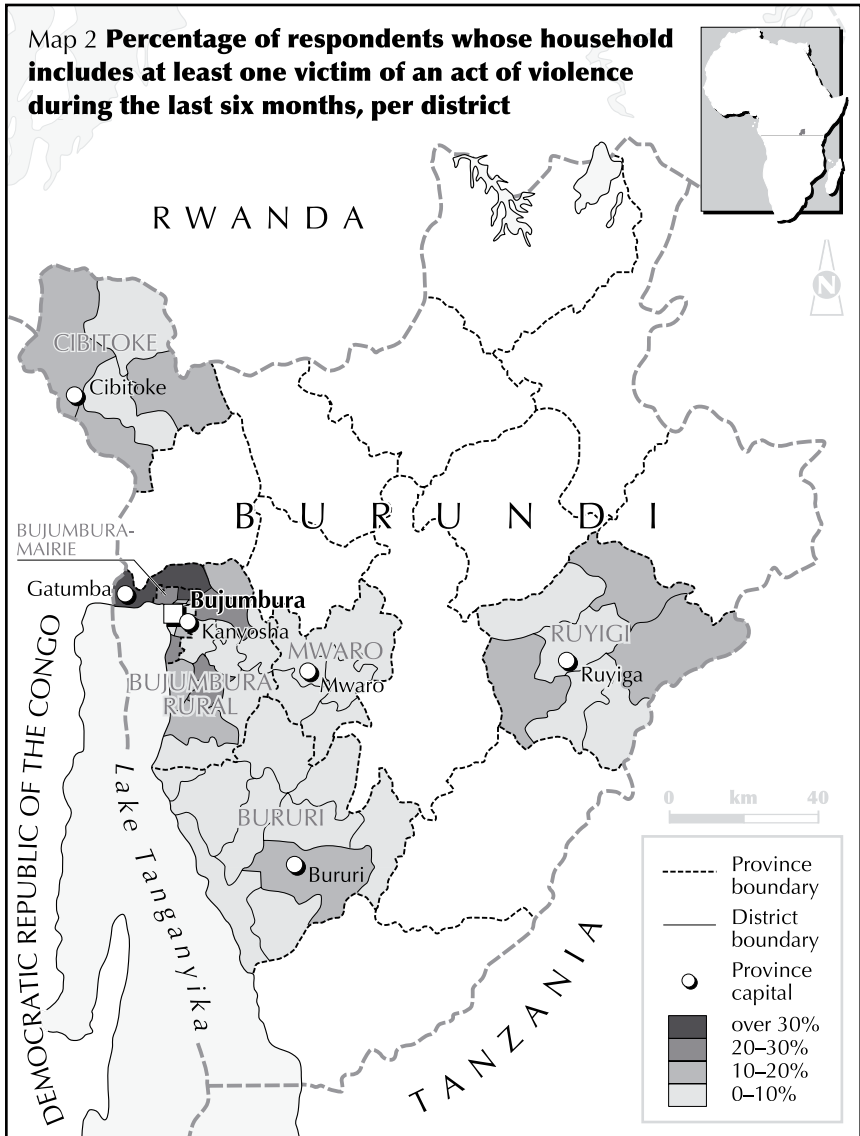 Map 2 Percentage of respondents whose household
includes at least one victim of an act of violence
during the last six months, per district
RWANDA
N
CIBITOKE
Cibitoke
BURUNDI
BUJUMBURA-
MAIRIE
Gatumba
Bujumbura
Kanyosha
MWARO
Mwaro
RUYIGI
Ruyiga
BUJUMBURA
RURAL
BURURI
Bururi
DEMOCRATIC REPUBLIC OF THE CONGO
Lake Tanganyika
TANZANIA
0 km 40
Province
boundary
District
boundary
Province
capital
over 30%
20–30%
10–20%
0–10%